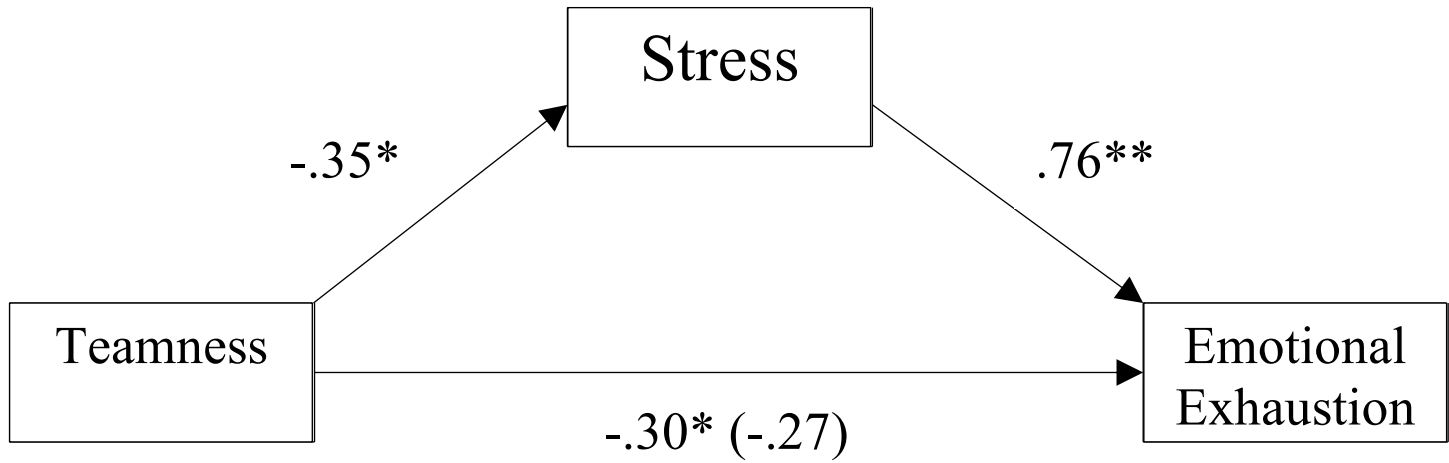 Stress
-.35*
.76**
Teamness
Emotional
Exhaustion
-.30* (-.27)